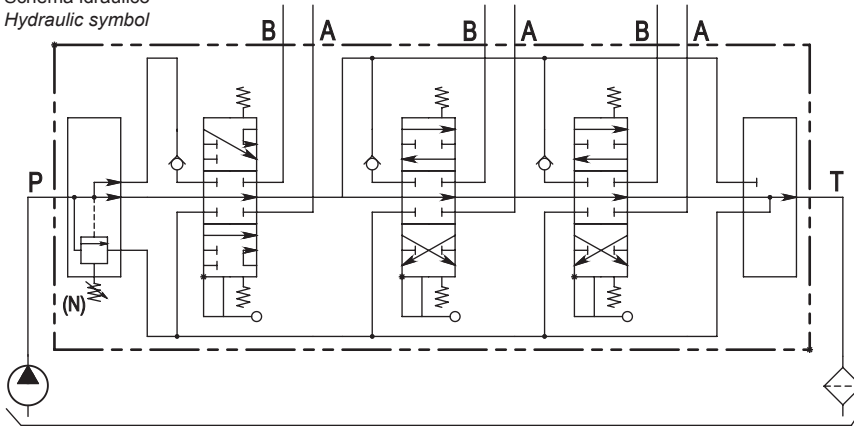 Schema idraulico
Hydraulic symbol
B A B A B A
P T
(N)